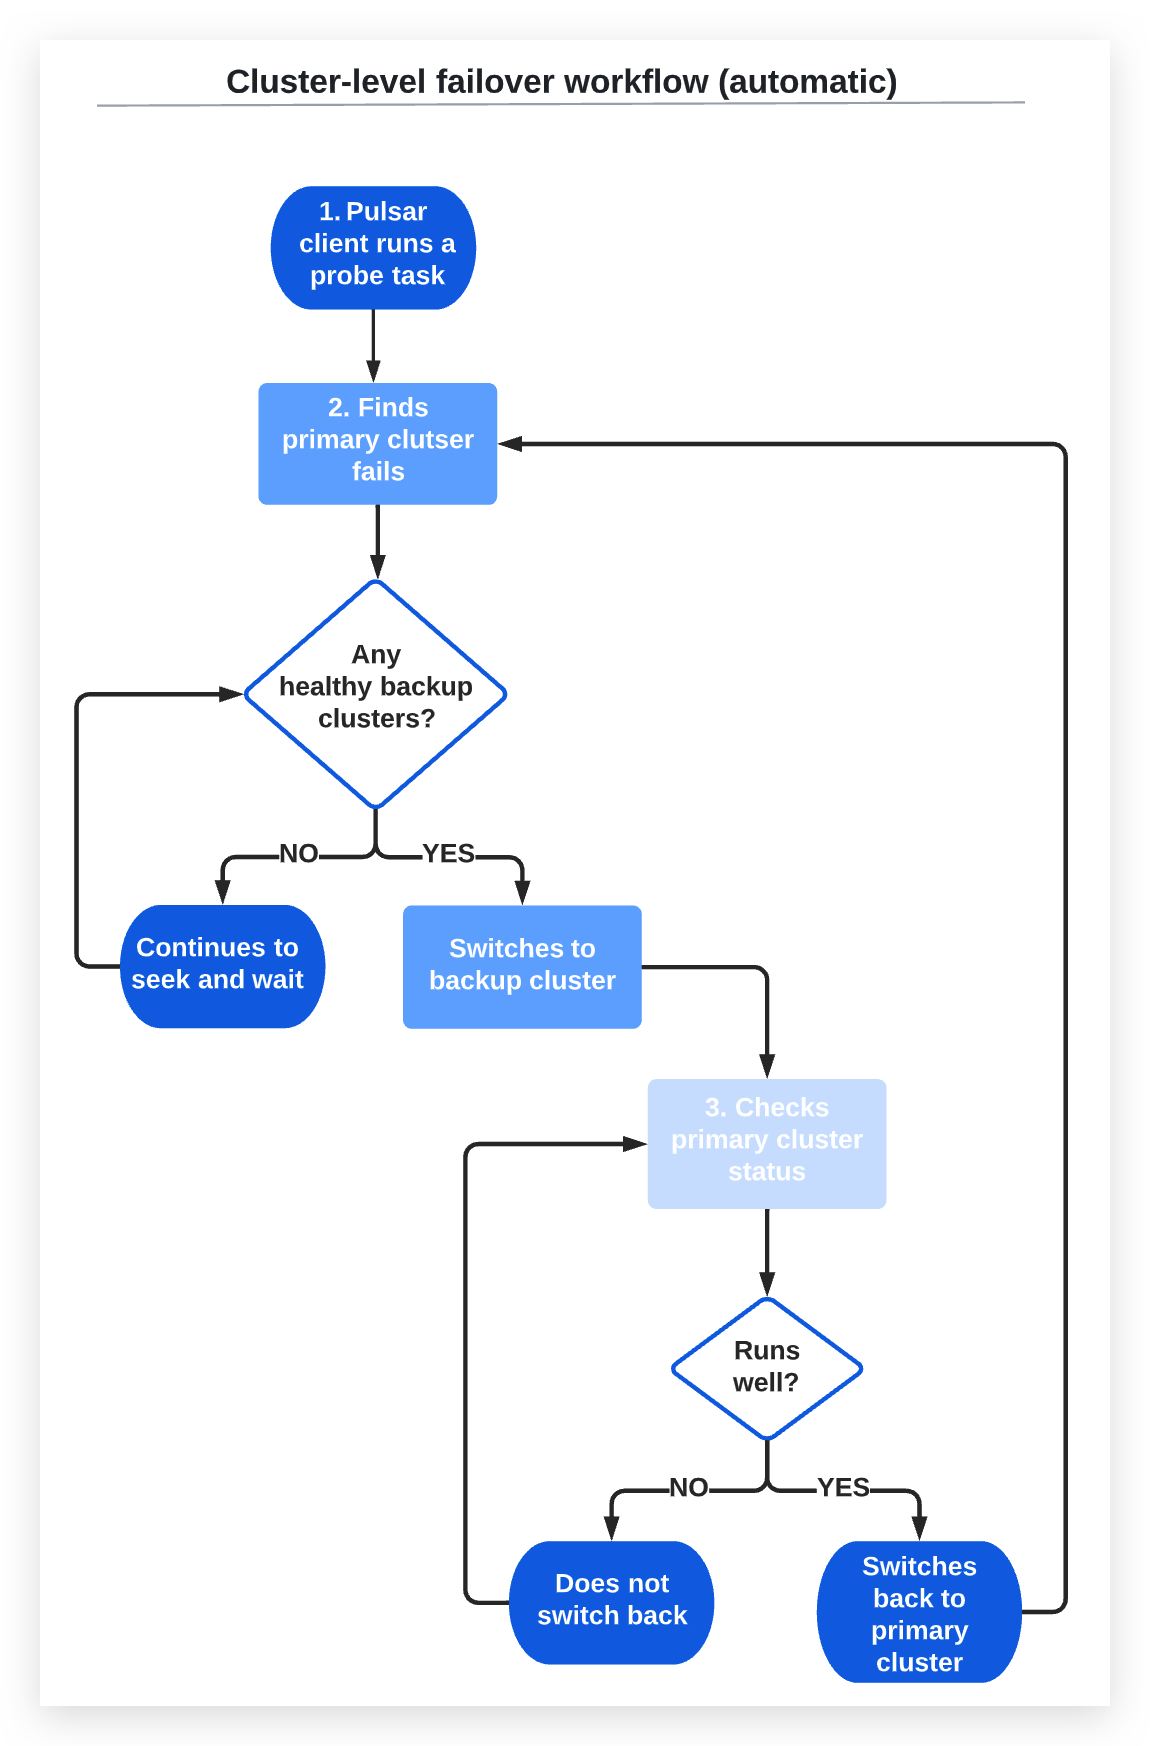 Cluster-level failover workflow (automatic)
1. Pulsar
client runs a
probe task
2. Finds
primary clutser
fails
Any
healthy backup
clusters?
NO
YES
Continues to
seek and wait
Switches to
backup cluster
3. Checks
primary cluster
status
Runs
well?
NO
YES
Does not
switch back
Switches
back to
primary
cluster